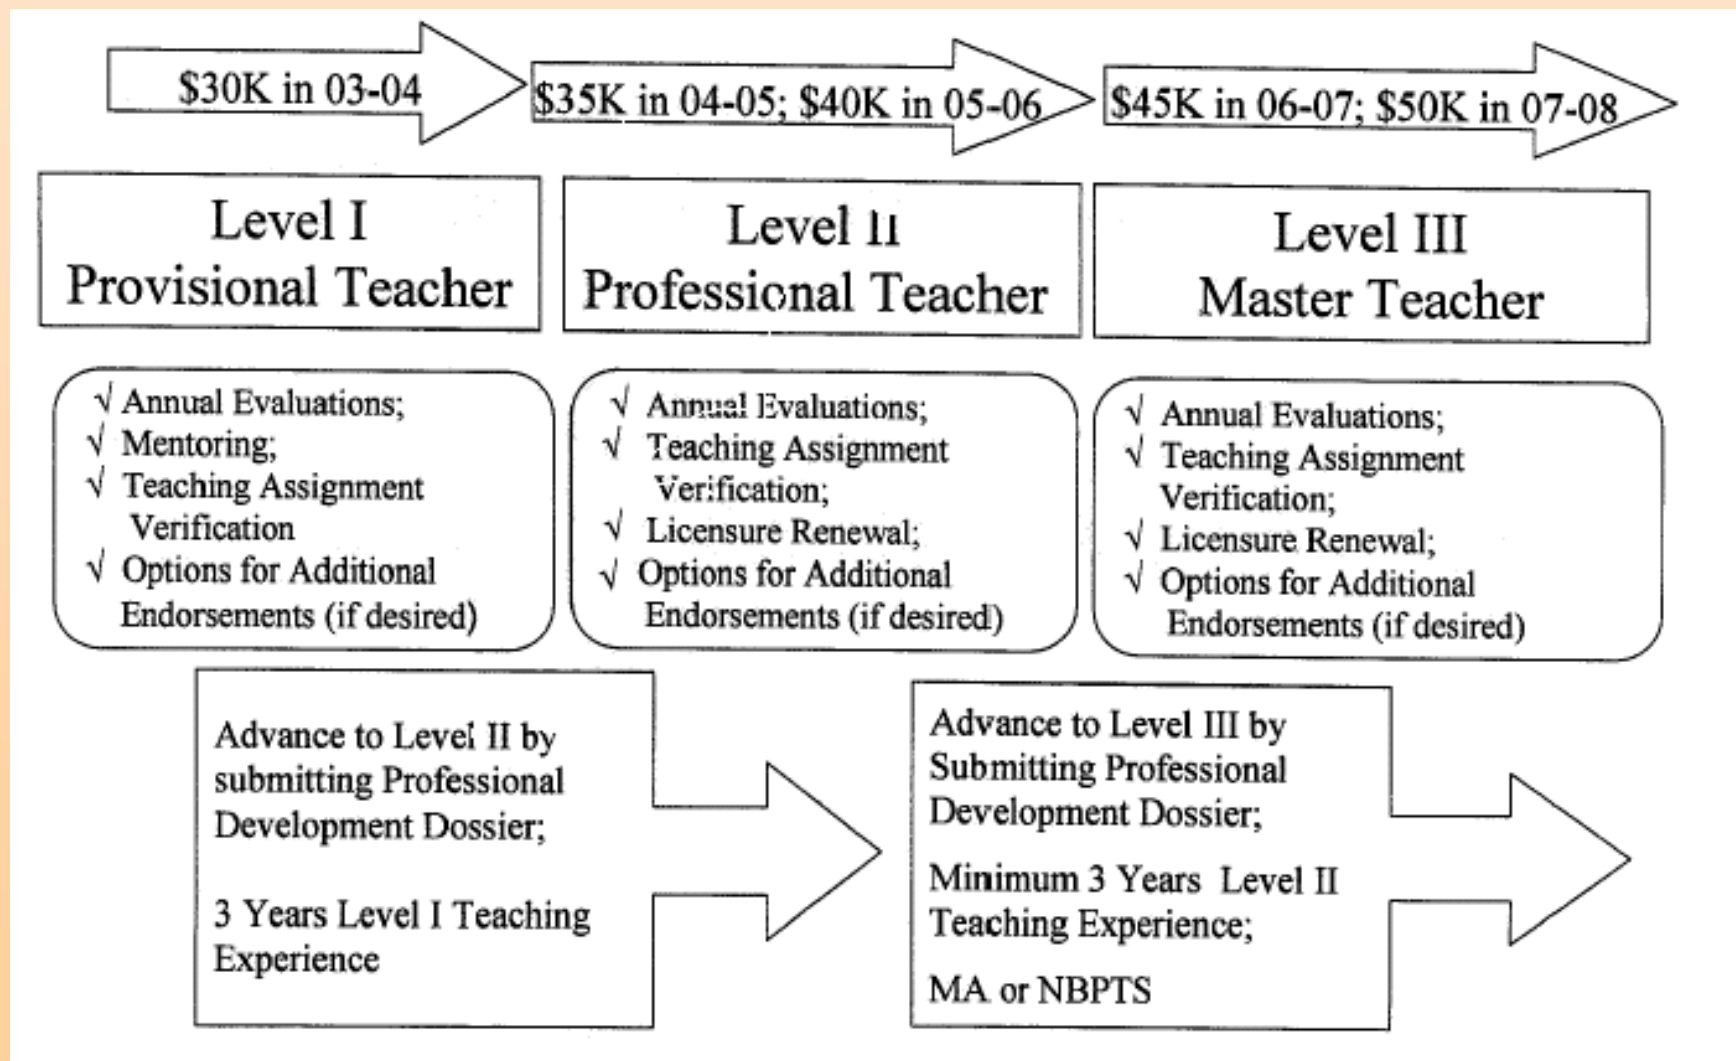 $30K in 03-04
$35K in 04-05; $40K in 05-06
$45K in 06-07; $50K in 07-08
Level I
Provisional Teacher
Level II
Professional Teacher
Level III
Master Teacher
√ Annual Evaluations;
√ Mentoring;
√ Teaching Assignment
Verification
√ Options for Additional
Endorsements (if desired)
√ Annual Evaluations;
√ Teaching Assignment
Verification;
√ Licensure Renewal;
√ Options for Additional
Endorsements (if desired)
√ Annual Evaluations;
√ Teaching Assignment
Verification;
√ Licensure Renewal;
√ Options for Additional
Endorsements (if desired)
Advance to Level II by
submitting Professional
Development Dossier;
3 Years Level I Teaching
Experience
Advance to Level III by
Submitting Professional
Development Dossier;
Minimum 3 Years Level II
Teaching Experience;
MA or NBPTS